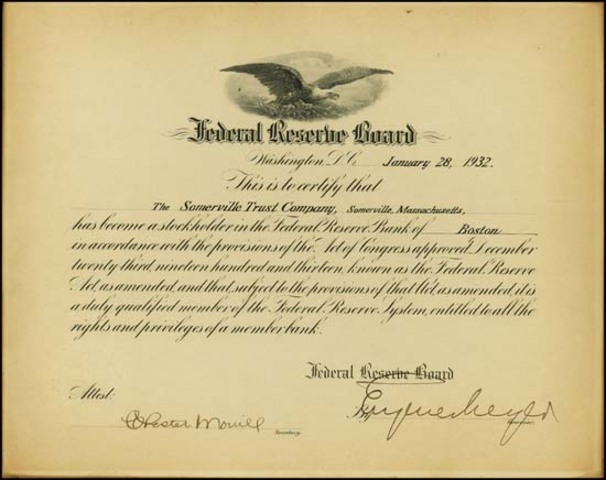 Federal Reserve Board
Washington, D.C. January 28, 1932.
This is to certify that
The Somerville Trust Company, Somerville, Massachusetts,
has become a stockholder in the Federal Reserve Bank of Boston
in accordance with the provisions of the Act of Congress approved December
twenty third, nineteen hundred and thirteen, known as the Federal Reserve
Act, as amended, and that, subject to the provisions of that Act, as amended, it is
a duly qualified member of the Federal Reserve System, entitled to all the
rights and privileges of a member bank.
Federal Reserve Board
Attest:
By Eugene Meyer
Chester Morrill
Secretary
Governor